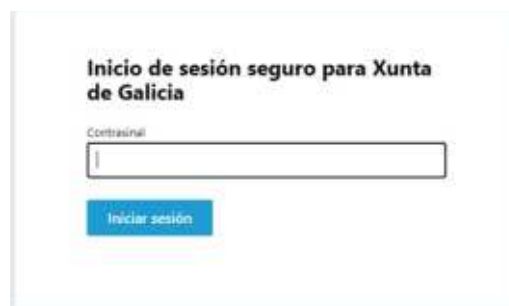 Inicio de sesión seguro para Xunta
de Galicia
Contrasinal
Iniciar sesión